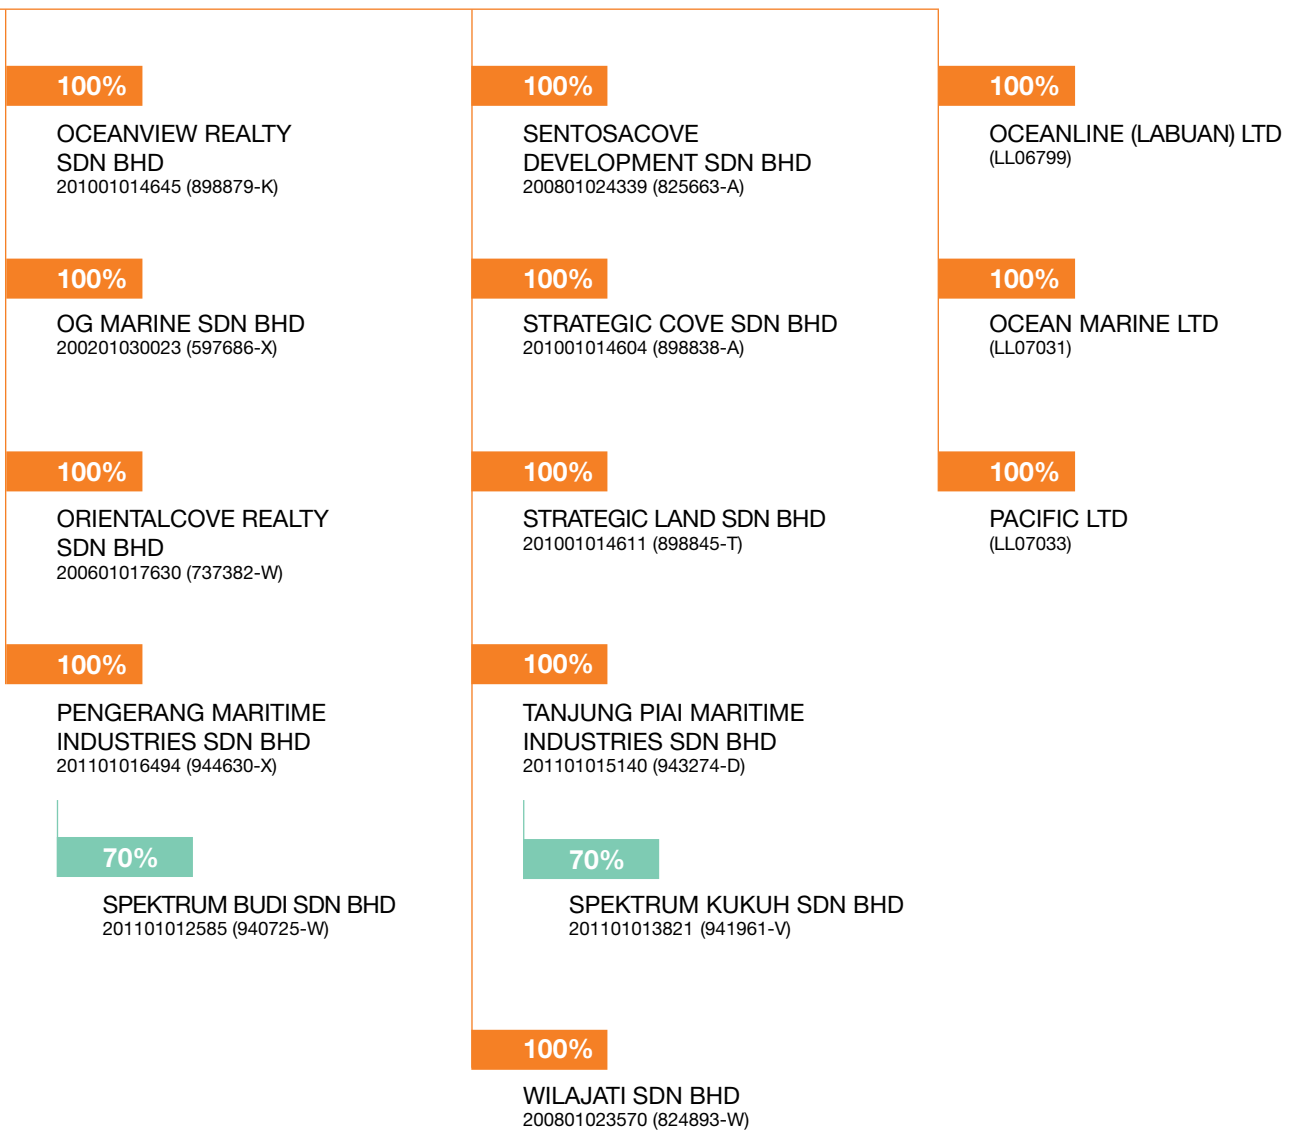 100%
OCEANVIEW REALTY
SDN BHD
201001014645 (898879-K)
100%
OG MARINE SDN BHD
200201030023 (597686-X)
100%
ORIENTALCOVE REALTY
SDN BHD
200601017630 (737382-W)
100%
PENGERANG MARITIME
INDUSTRIES SDN BHD
201101016494 (944630-X)
70%
SPEKTRUM BUDI SDN BHD
201101012585 (940725-W)
100%
SENTOSACOVE
DEVELOPMENT SDN BHD
200801024339 (825663-A)
100%
STRATEGIC COVE SDN BHD
201001014604 (898838-A)
100%
STRATEGIC LAND SDN BHD
201001014611 (898845-T)
100%
TANJUNG PIAI MARITIME
INDUSTRIES SDN BHD
201101015140 (943274-D)
70%
SPEKTRUM KUKUH SDN BHD
201101013821 (941961-V)
100%
WILAJATI SDN BHD
200801023570 (824893-W)
100%
OCEANLINE (LABUAN) LTD
(LL06799)
100%
OCEAN MARINE LTD
(LL07031)
100%
PACIFIC LTD
(LL07033)